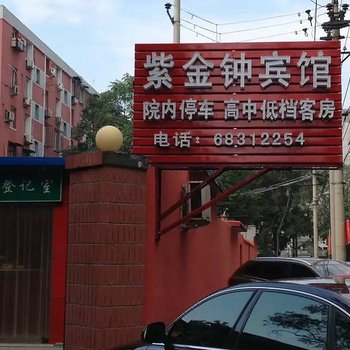 紫金钟宾馆
院内停车 高中低档客房
电话：68312254
登记室